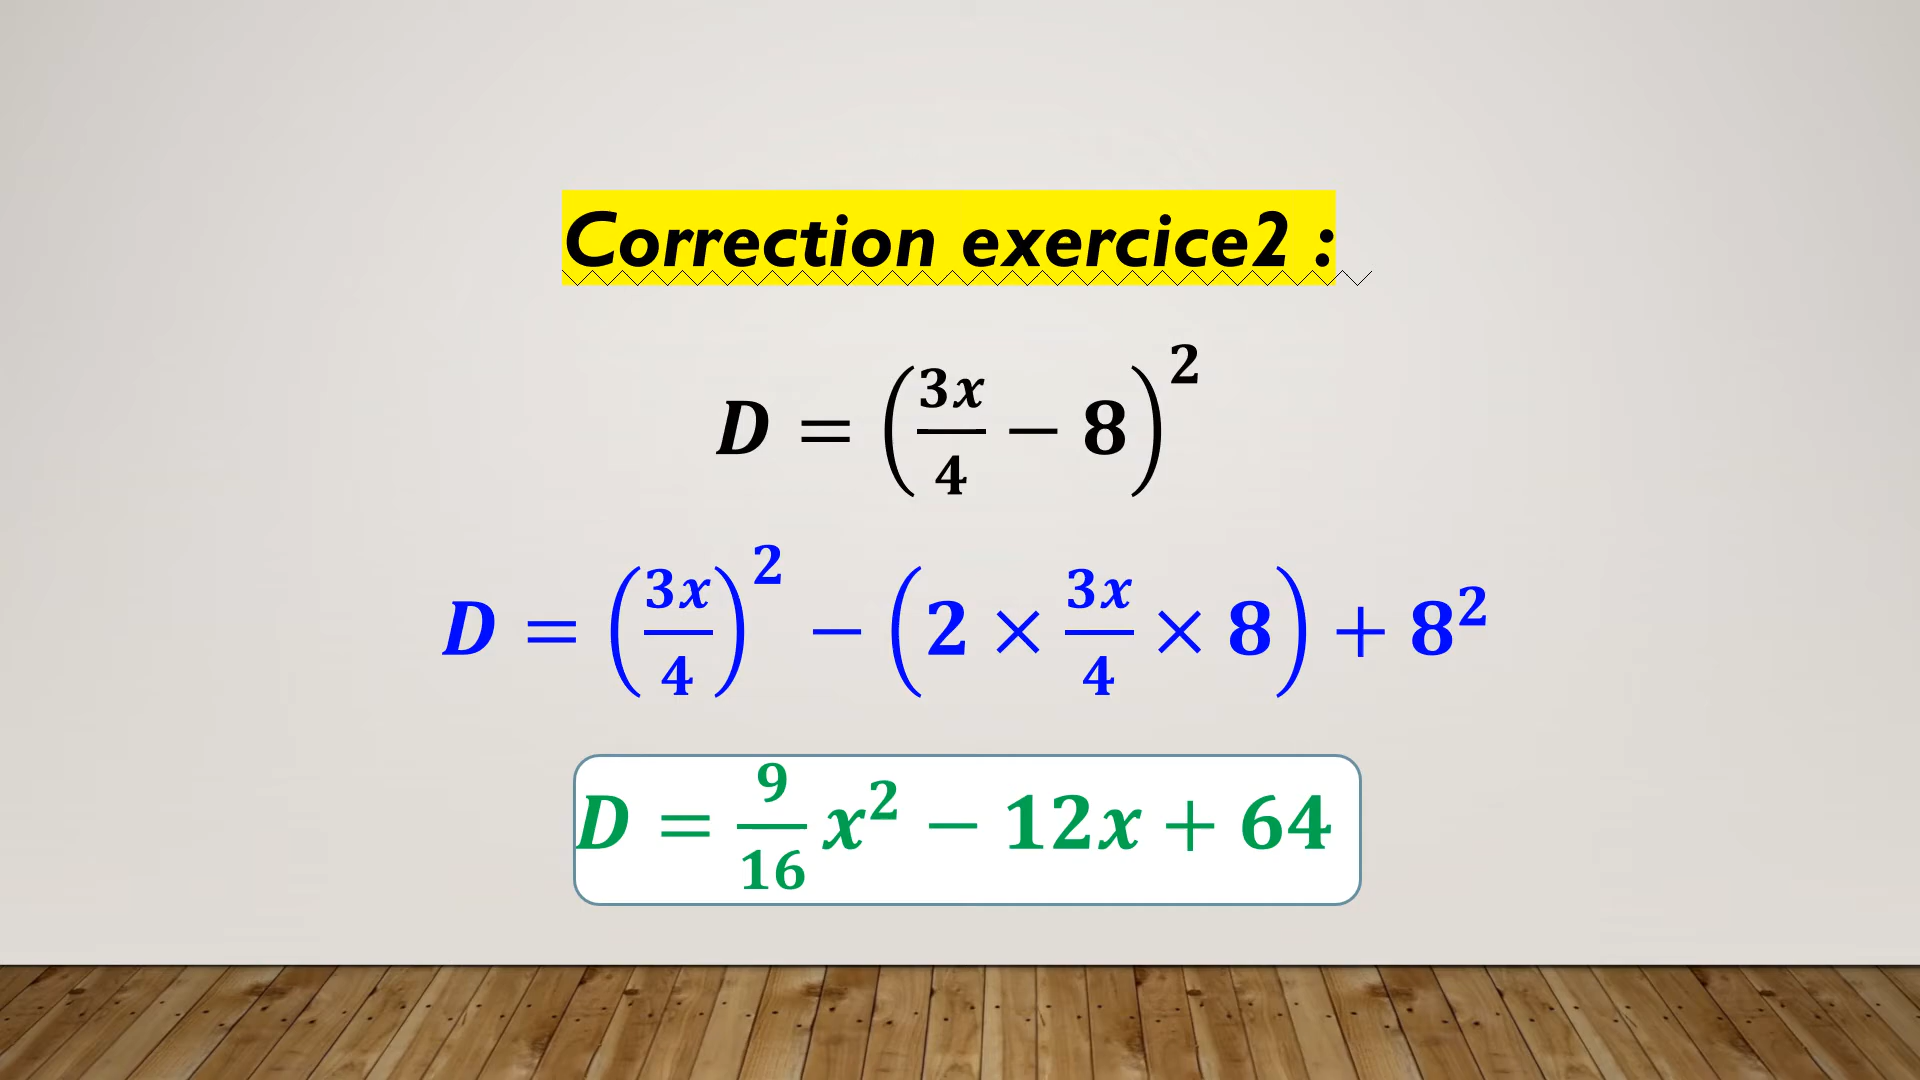 Correction exercice2 :
D = (3x/4 − 8)²
D = (3x/4)² − (2 × 3x/4 × 8) + 8²
D = 9/16 x² − 12x + 64